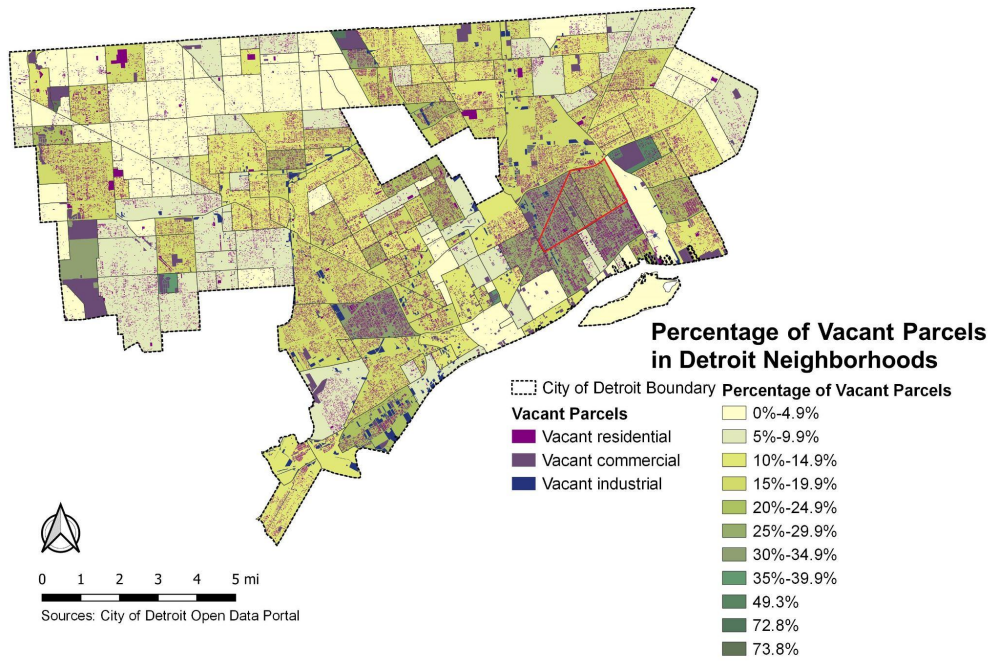 Percentage of Vacant Parcels
in Detroit Neighborhoods
City of Detroit Boundary
Vacant Parcels
Vacant residential
Vacant commercial
Vacant industrial
Percentage of Vacant Parcels
0%-4.9%
5%-9.9%
10%-14.9%
15%-19.9%
20%-24.9%
25%-29.9%
30%-34.9%
35%-39.9%
49.3%
72.8%
73.8%
0 1 2 3 4 5 mi
Sources: City of Detroit Open Data Portal